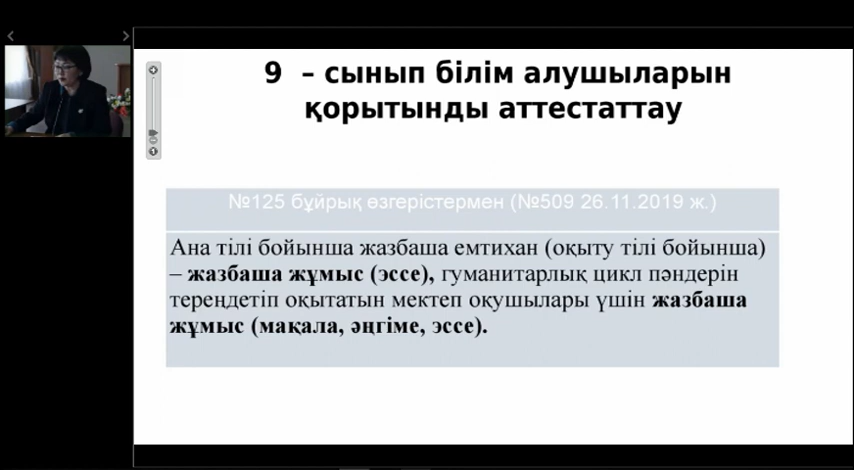 9 – сынып білім алушыларын
қорытынды аттестаттау
№125 бұйрық өзгерістермен (№509 26.11.2019 ж.)
Ана тілі бойынша жазбаша емтихан (оқыту тілі бойынша)
– жазбаша жұмыс (эссе), гуманитарлық цикл пәндерін
тереңдетіп оқытатын мектеп оқушылары үшін жазбаша
жұмыс (мақала, әңгіме, эссе).